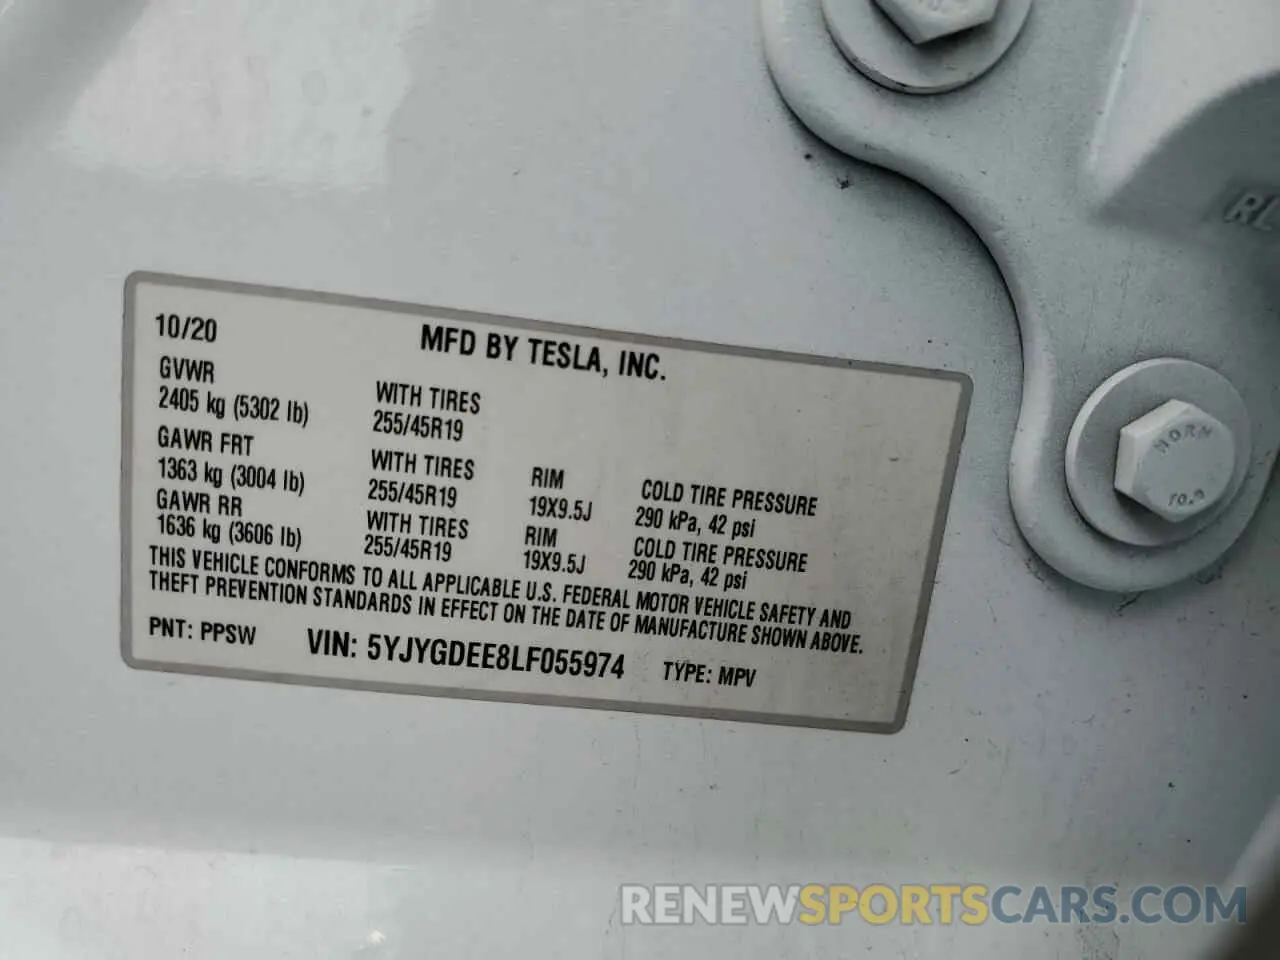 10/20
MFD BY TESLA, INC.
GVWR
2405 kg (5302 lb)
WITH TIRES
255/45R19
GAWR FRT
1363 kg (3004 lb)
WITH TIRES
255/45R19
RIM
19X9.5J
COLD TIRE PRESSURE
290 kPa, 42 psi
GAWR RR
1636 kg (3606 lb)
WITH TIRES
255/45R19
RIM
19X9.5J
COLD TIRE PRESSURE
290 kPa, 42 psi
THIS VEHICLE CONFORMS TO ALL APPLICABLE U.S. FEDERAL MOTOR VEHICLE SAFETY AND
THEFT PREVENTION STANDARDS IN EFFECT ON THE DATE OF MANUFACTURE SHOWN ABOVE.
PNT: PPSW
VIN: 5YJYGDEE8LF055974
TYPE: MPV
HORN
10.9
RENEWSPORTSCARS.COM